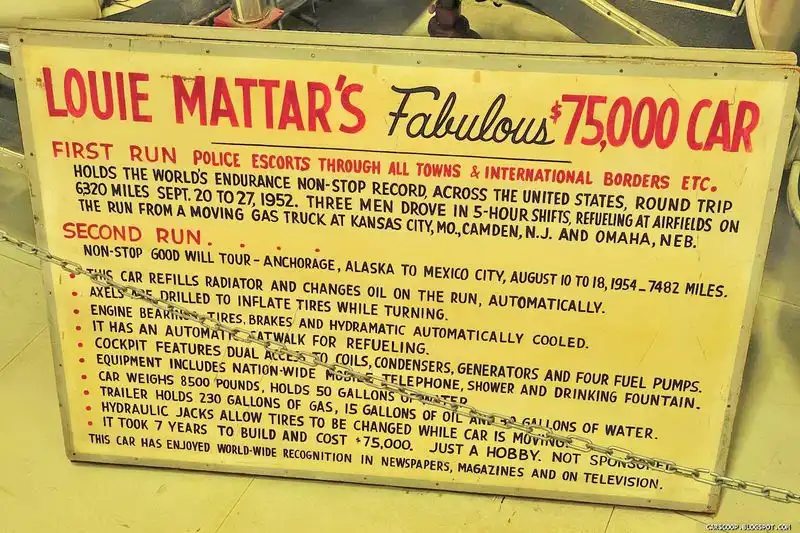 LOUIE MATTAR'S Fabulous $75,000 CAR
FIRST RUN POLICE ESCORTS THROUGH ALL TOWNS & INTERNATIONAL BORDERS ETC.
HOLDS THE WORLD'S ENDURANCE NON-STOP RECORD, ACROSS THE UNITED STATES, ROUND TRIP
6320 MILES SEPT. 20 TO 27, 1952. THREE MEN DROVE IN 5-HOUR SHIFTS, REFUELING AT AIRFIELDS ON
THE RUN FROM A MOVING GAS TRUCK AT KANSAS CITY, MO., CAMDEN, N.J. AND OMAHA, NEB.
SECOND RUN. . . . .
NON-STOP GOOD WILL TOUR - ANCHORAGE, ALASKA TO MEXICO CITY, AUGUST 10 TO 18, 1954 - 7482 MILES.
• THIS CAR REFILLS RADIATOR AND CHANGES OIL ON THE RUN, AUTOMATICALLY.
• AXELS ARE DRILLED TO INFLATE TIRES WHILE TURNING.
• ENGINE BEARINGS, TIRES, BRAKES AND HYDRAMATIC AUTOMATICALLY COOLED.
• IT HAS AN AUTOMATIC CATWALK FOR REFUELING.
• COCKPIT FEATURES DUAL ACCESS TO COILS, CONDENSERS, GENERATORS AND FOUR FUEL PUMPS.
• EQUIPMENT INCLUDES NATION-WIDE MOBILE TELEPHONE, SHOWER AND DRINKING FOUNTAIN.
• CAR WEIGHS 8500 POUNDS, HOLDS 50 GALLONS OF WATER
• TRAILER HOLDS 230 GALLONS OF GAS, 15 GALLONS OF OIL AND GALLONS OF WATER.
• HYDRAULIC JACKS ALLOW TIRES TO BE CHANGED WHILE CAR IS MOVING
• IT TOOK 7 YEARS TO BUILD AND COST $75,000. JUST A HOBBY. NOT SPONSORED
THIS CAR HAS ENJOYED WORLD-WIDE RECOGNITION IN NEWSPAPERS, MAGAZINES AND ON TELEVISION.
CARSCOOP.BLOGSPOT.COM